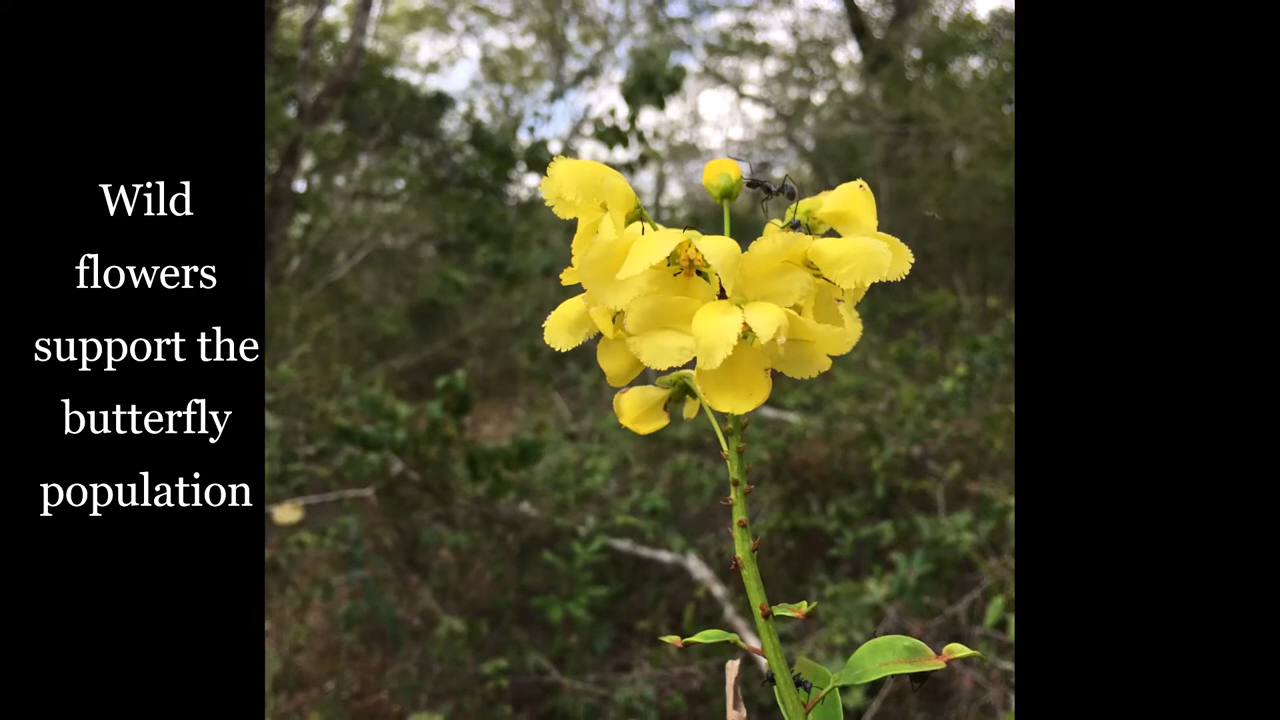 Wild
flowers
support the
butterfly
population